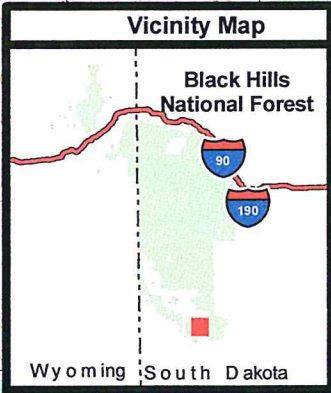 Vicinity Map
Black Hills
National Forest
90
190
Wyoming South Dakota